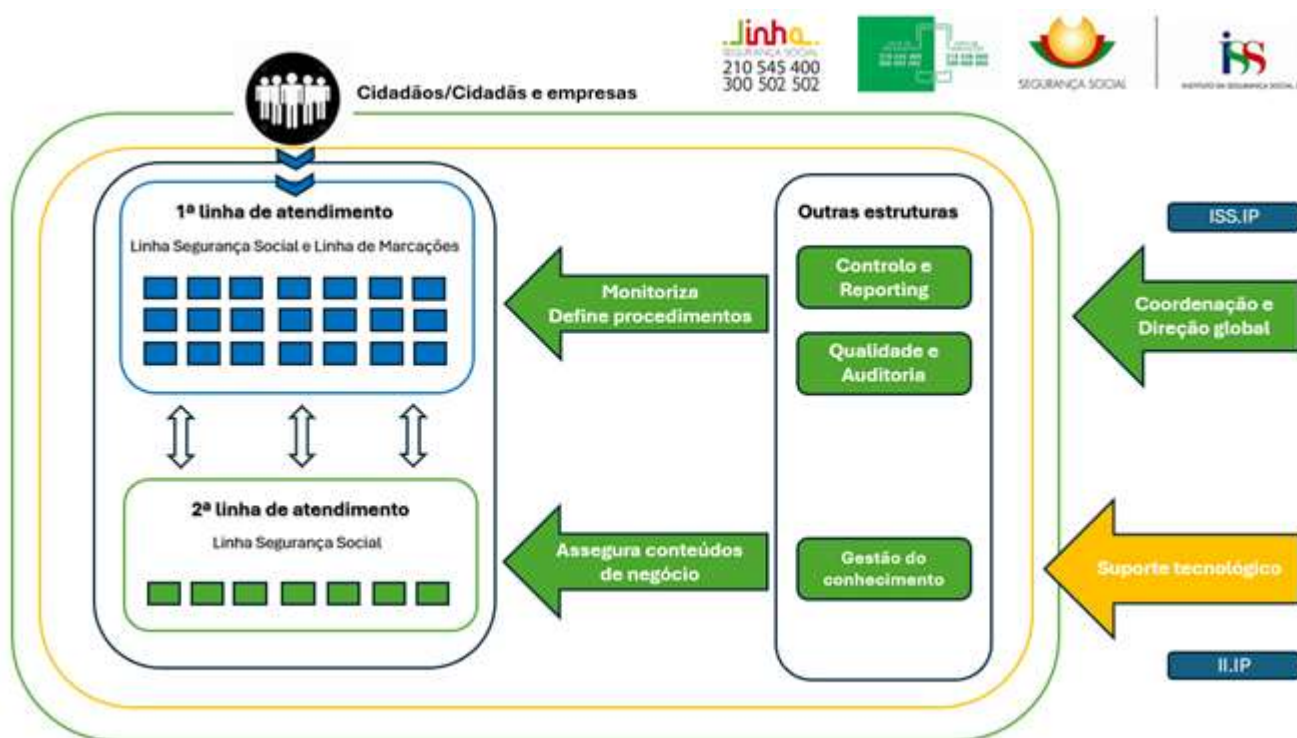 Linha
SEGURANÇA SOCIAL
210 545 400
300 502 502
SEGURANÇA SOCIAL
iss
Cidadãos/Cidadãs e empresas
1ª linha de atendimento
Linha Segurança Social e Linha de Marcações
2ª linha de atendimento
Linha Segurança Social
Monitoriza
Define procedimentos
Assegura conteúdos
de negócio
Outras estruturas
Controlo e
Reporting
Qualidade e
Auditoria
Gestão do
conhecimento
ISS.IP
Coordenação e
Direção global
Suporte tecnológico
II.IP